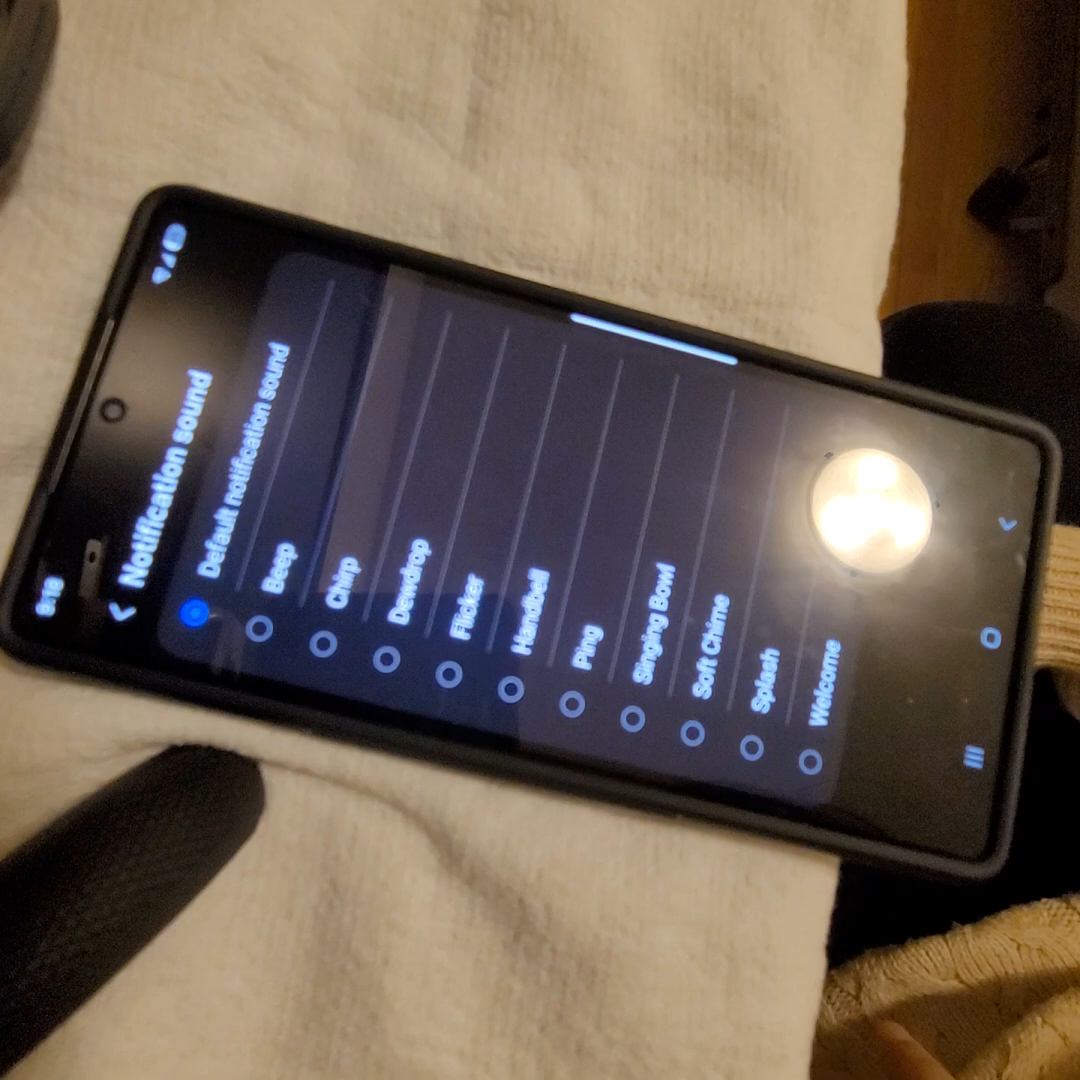 Notification sound
Default notification sound
Beep
Chirp
Dewdrop
Flicker
Handbell
Ping
Singing Bowl
Soft Chime
Splash
Welcome